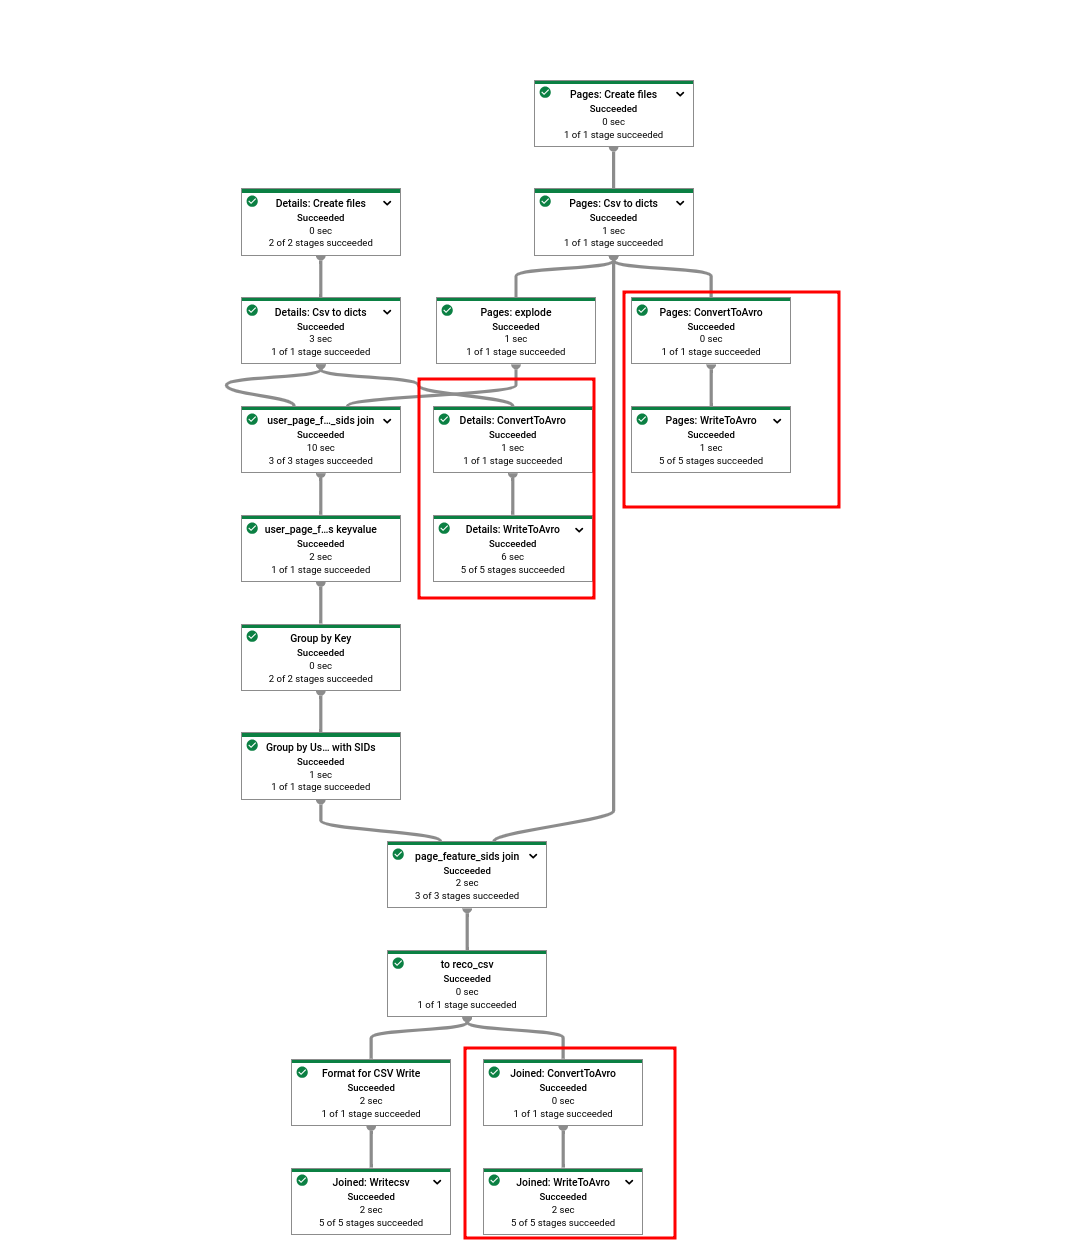 Pages: Create files
Succeeded
0 sec
1 of 1 stage succeeded
Details: Create files
Succeeded
0 sec
2 of 2 stages succeeded
Pages: Csv to dicts
Succeeded
1 sec
1 of 1 stage succeeded
Details: Csv to dicts
Succeeded
3 sec
1 of 1 stage succeeded
Pages: explode
Succeeded
1 sec
1 of 1 stage succeeded
Pages: ConvertToAvro
Succeeded
0 sec
1 of 1 stage succeeded
user_page_f..._sids join
Succeeded
10 sec
3 of 3 stages succeeded
Details: ConvertToAvro
Succeeded
1 sec
1 of 1 stage succeeded
Pages: WriteToAvro
Succeeded
1 sec
5 of 5 stages succeeded
user_page_f...s keyvalue
Succeeded
2 sec
1 of 1 stage succeeded
Details: WriteToAvro
Succeeded
6 sec
5 of 5 stages succeeded
Group by Key
Succeeded
0 sec
2 of 2 stages succeeded
Group by Us... with SIDs
Succeeded
1 sec
1 of 1 stage succeeded
page_feature_sids join
Succeeded
2 sec
3 of 3 stages succeeded
to reco_csv
Succeeded
0 sec
1 of 1 stage succeeded
Format for CSV Write
Succeeded
2 sec
1 of 1 stage succeeded
Joined: ConvertToAvro
Succeeded
0 sec
1 of 1 stage succeeded
Joined: Writecsv
Succeeded
2 sec
5 of 5 stages succeeded
Joined: WriteToAvro
Succeeded
2 sec
5 of 5 stages succeeded